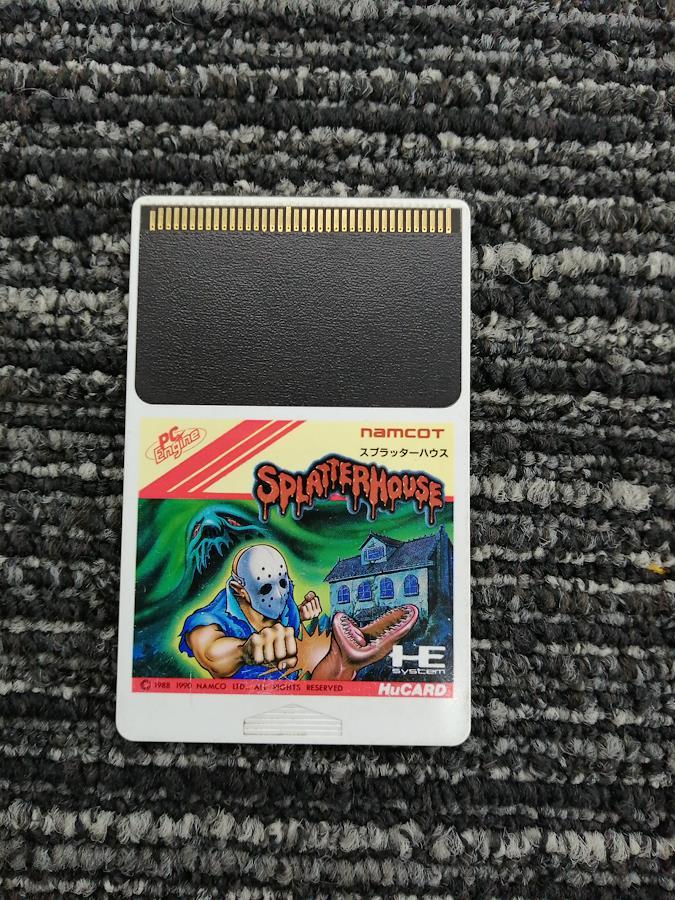 PC Engine
namcoT
スプラッターハウス
SPLATTERHOUSE
HE
SYSTEM
© 1988 1990 NAMCO LTD., ALL RIGHTS RESERVED
HuCARD